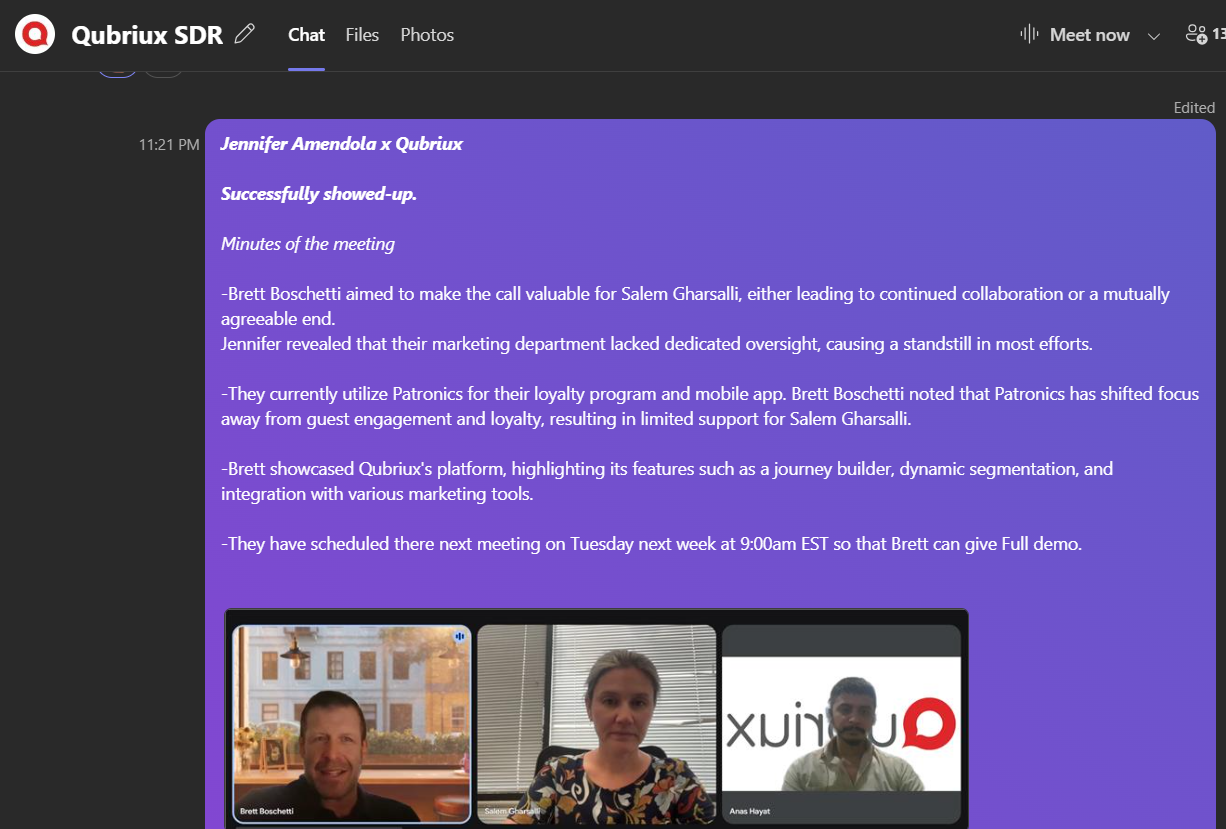 Qubriux SDR
Chat
Files
Photos
Meet now
13
Edited
11:21 PM
Jennifer Amendola x Qubriux
Successfully showed-up.
Minutes of the meeting
-Brett Boschetti aimed to make the call valuable for Salem Gharsalli, either leading to continued collaboration or a mutually
agreeable end.
Jennifer revealed that their marketing department lacked dedicated oversight, causing a standstill in most efforts.
-They currently utilize Patronics for their loyalty program and mobile app. Brett Boschetti noted that Patronics has shifted focus
away from guest engagement and loyalty, resulting in limited support for Salem Gharsalli.
-Brett showcased Qubriux's platform, highlighting its features such as a journey builder, dynamic segmentation, and
integration with various marketing tools.
-They have scheduled there next meeting on Tuesday next week at 9:00am EST so that Brett can give Full demo.
Brett Boschetti
Salem Gharsalli
Anas Hayat